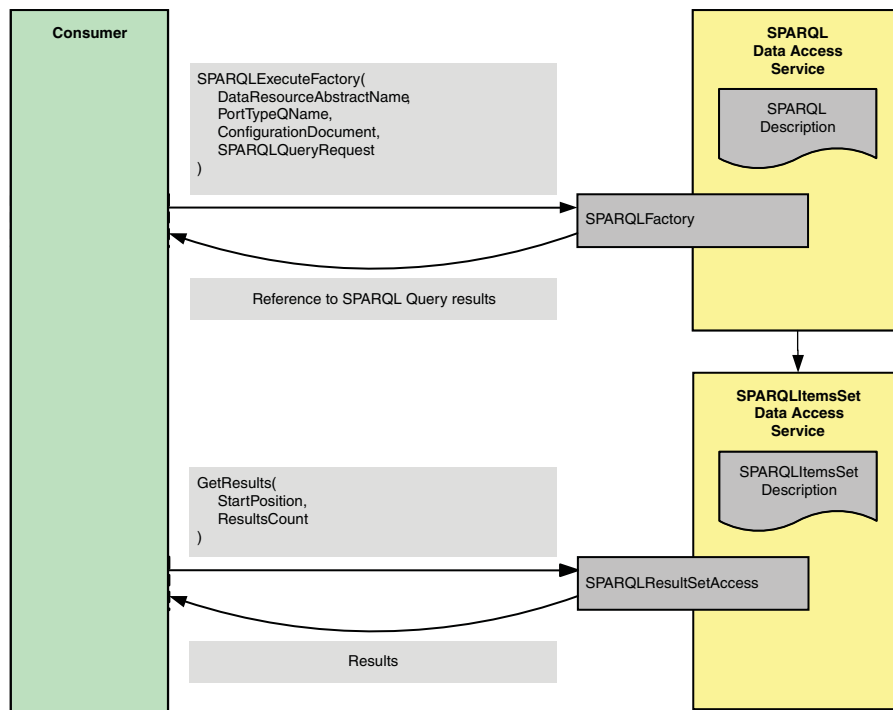 Consumer
SPARQL
Data Access
Service
SPARQL
Description
SPARQLExecuteFactory(
DataResourceAbstractName,
PortTypeQName,
ConfigurationDocument,
SPARQLQueryRequest
)
SPARQLFactory
Reference to SPARQL Query results
SPARQLItemsSet
Data Access
Service
SPARQLItemsSet
Description
GetResults(
StartPosition,
ResultsCount
)
SPARQLResultSetAccess
Results